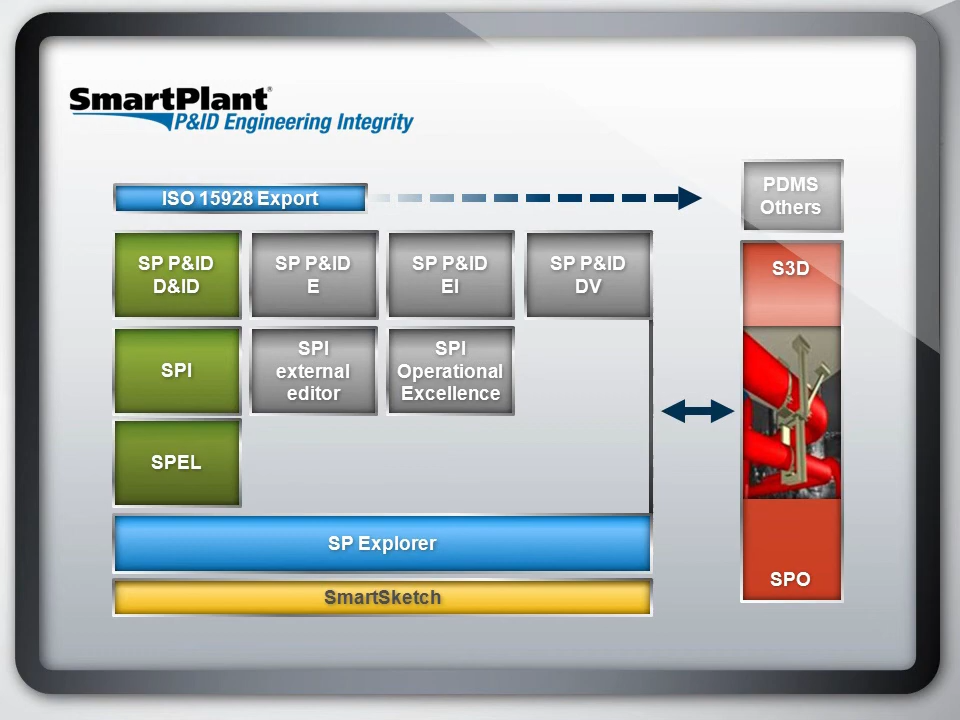 SmartPlant®
P&ID Engineering Integrity
ISO 15928 Export
PDMS
Others
SP P&ID
D&ID
SP P&ID
E
SP P&ID
EI
SP P&ID
DV
S3D
SPI
SPI
external
editor
SPI
Operational
Excellence
SPEL
SP Explorer
SPO
SmartSketch